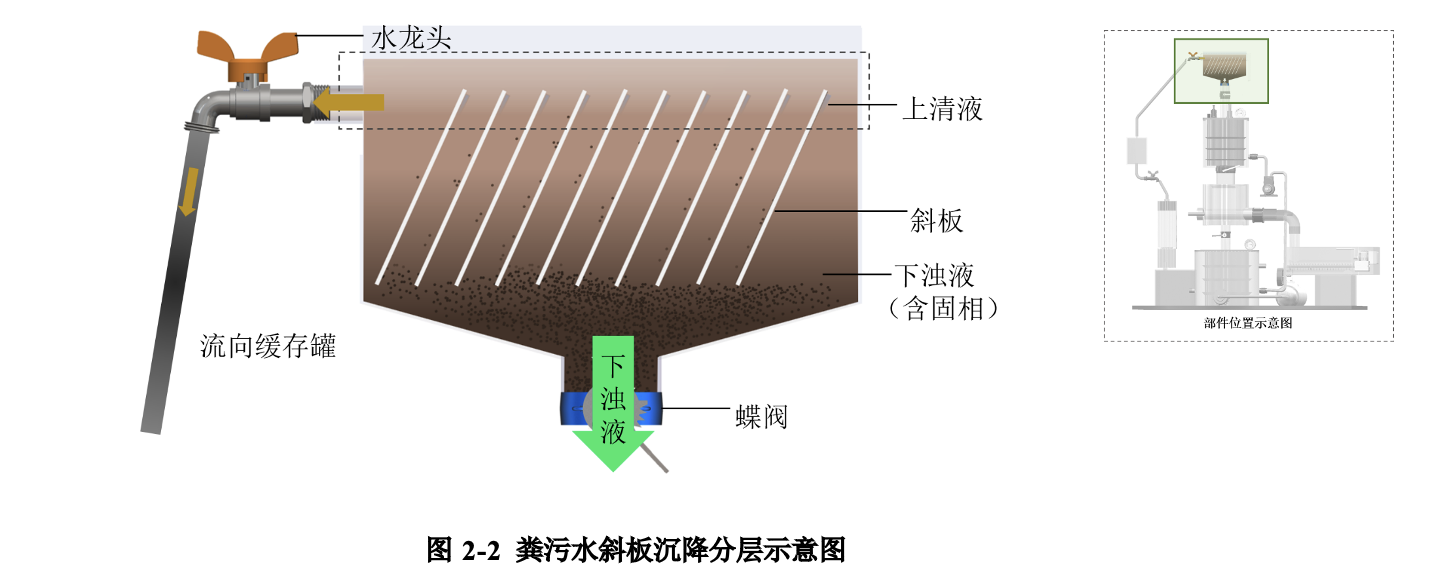 水龙头
上清液
斜板
下浊液
（含固相）
流向缓存罐
下
浊
液
蝶阀
部件位置示意图
图 2-2 粪污水斜板沉降分层示意图